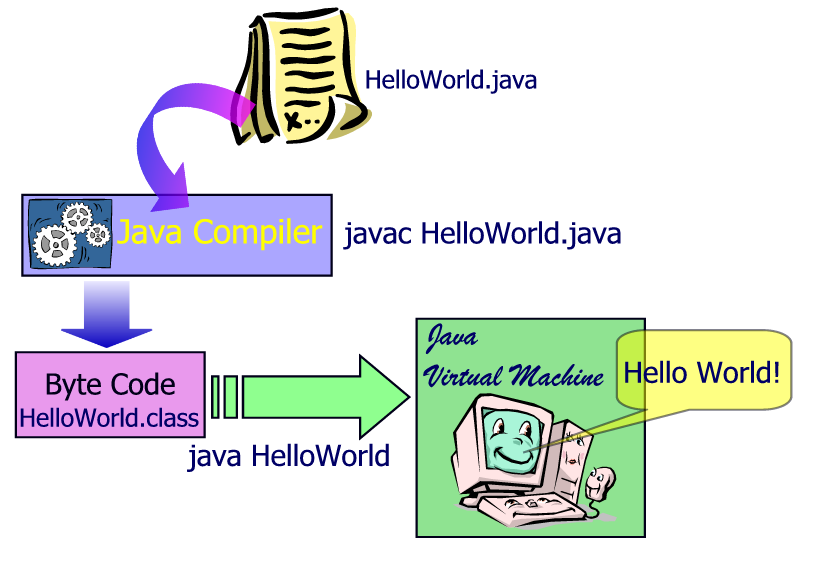 HelloWorld.java
Java Compiler
javac HelloWorld.java
Byte Code
HelloWorld.class
java HelloWorld
Java
Virtual Machine
Hello World!